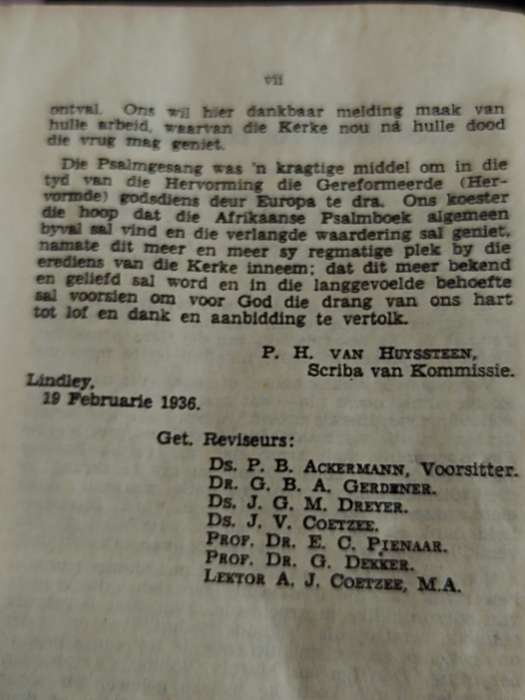 vii
ontval. Ons wil hier dankbaar melding maak van
hulle arbeid, waarvan die Kerke nou ná hulle dood
die vrug mag geniet.
Die Psalmgesang was 'n kragtige middel om in die
tyd van die Hervorming die Gereformeerde (Her-
vormde) godsdiens deur Europa te dra. Ons koester
die hoop dat die Afrikaanse Psalmboek algemeen
byval sal vind en die verlangde waardering sal geniet,
namate dit meer en meer sy regmatige plek by die
erediens van die Kerke inneem; dat dit meer bekend
en geliefd sal word en in die langgevoelde behoefte
sal voorsien om voor God die drang van ons hart
tot lof en dank en aanbidding te vertolk.
P. H. VAN HUYSSTEEN,
Scriba van Kommissie.
Lindley,
19 Februarie 1936.
Get. Reviseurs:
DS. P. B. ACKERMANN, Voorsitter.
DR. G. B. A. GERDENER.
DS. J. G. M. DREYER.
DS. J. V. COETZEE.
PROF. DR. E. C. PIENAAR.
PROF. DR. G. DEKKER.
LEKTOR A. J. COETZEE, M.A.